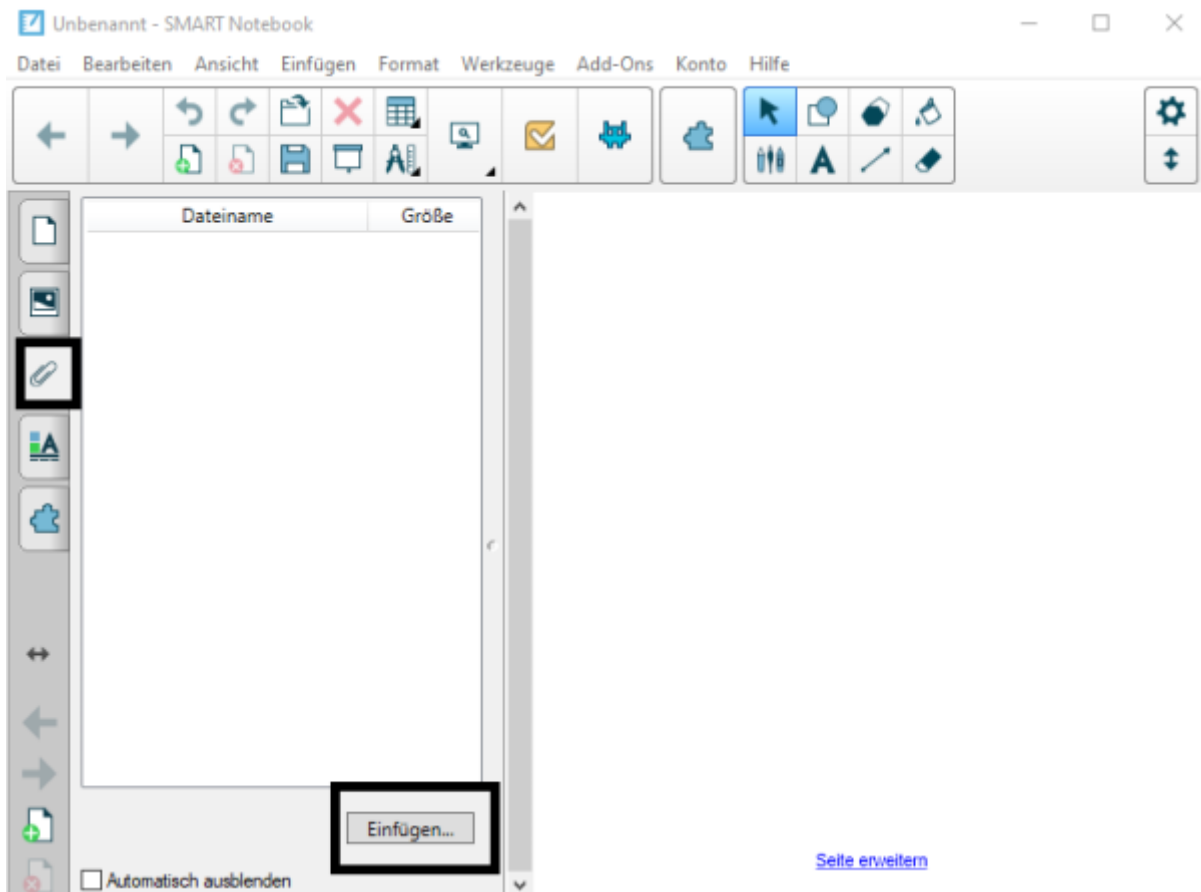 Unbenannt - SMART Notebook
Datei Bearbeiten Ansicht Einfügen Format Werkzeuge Add-Ons Konto Hilfe
Dateiname Größe
Einfügen...
Seite erweitern
Automatisch ausblenden